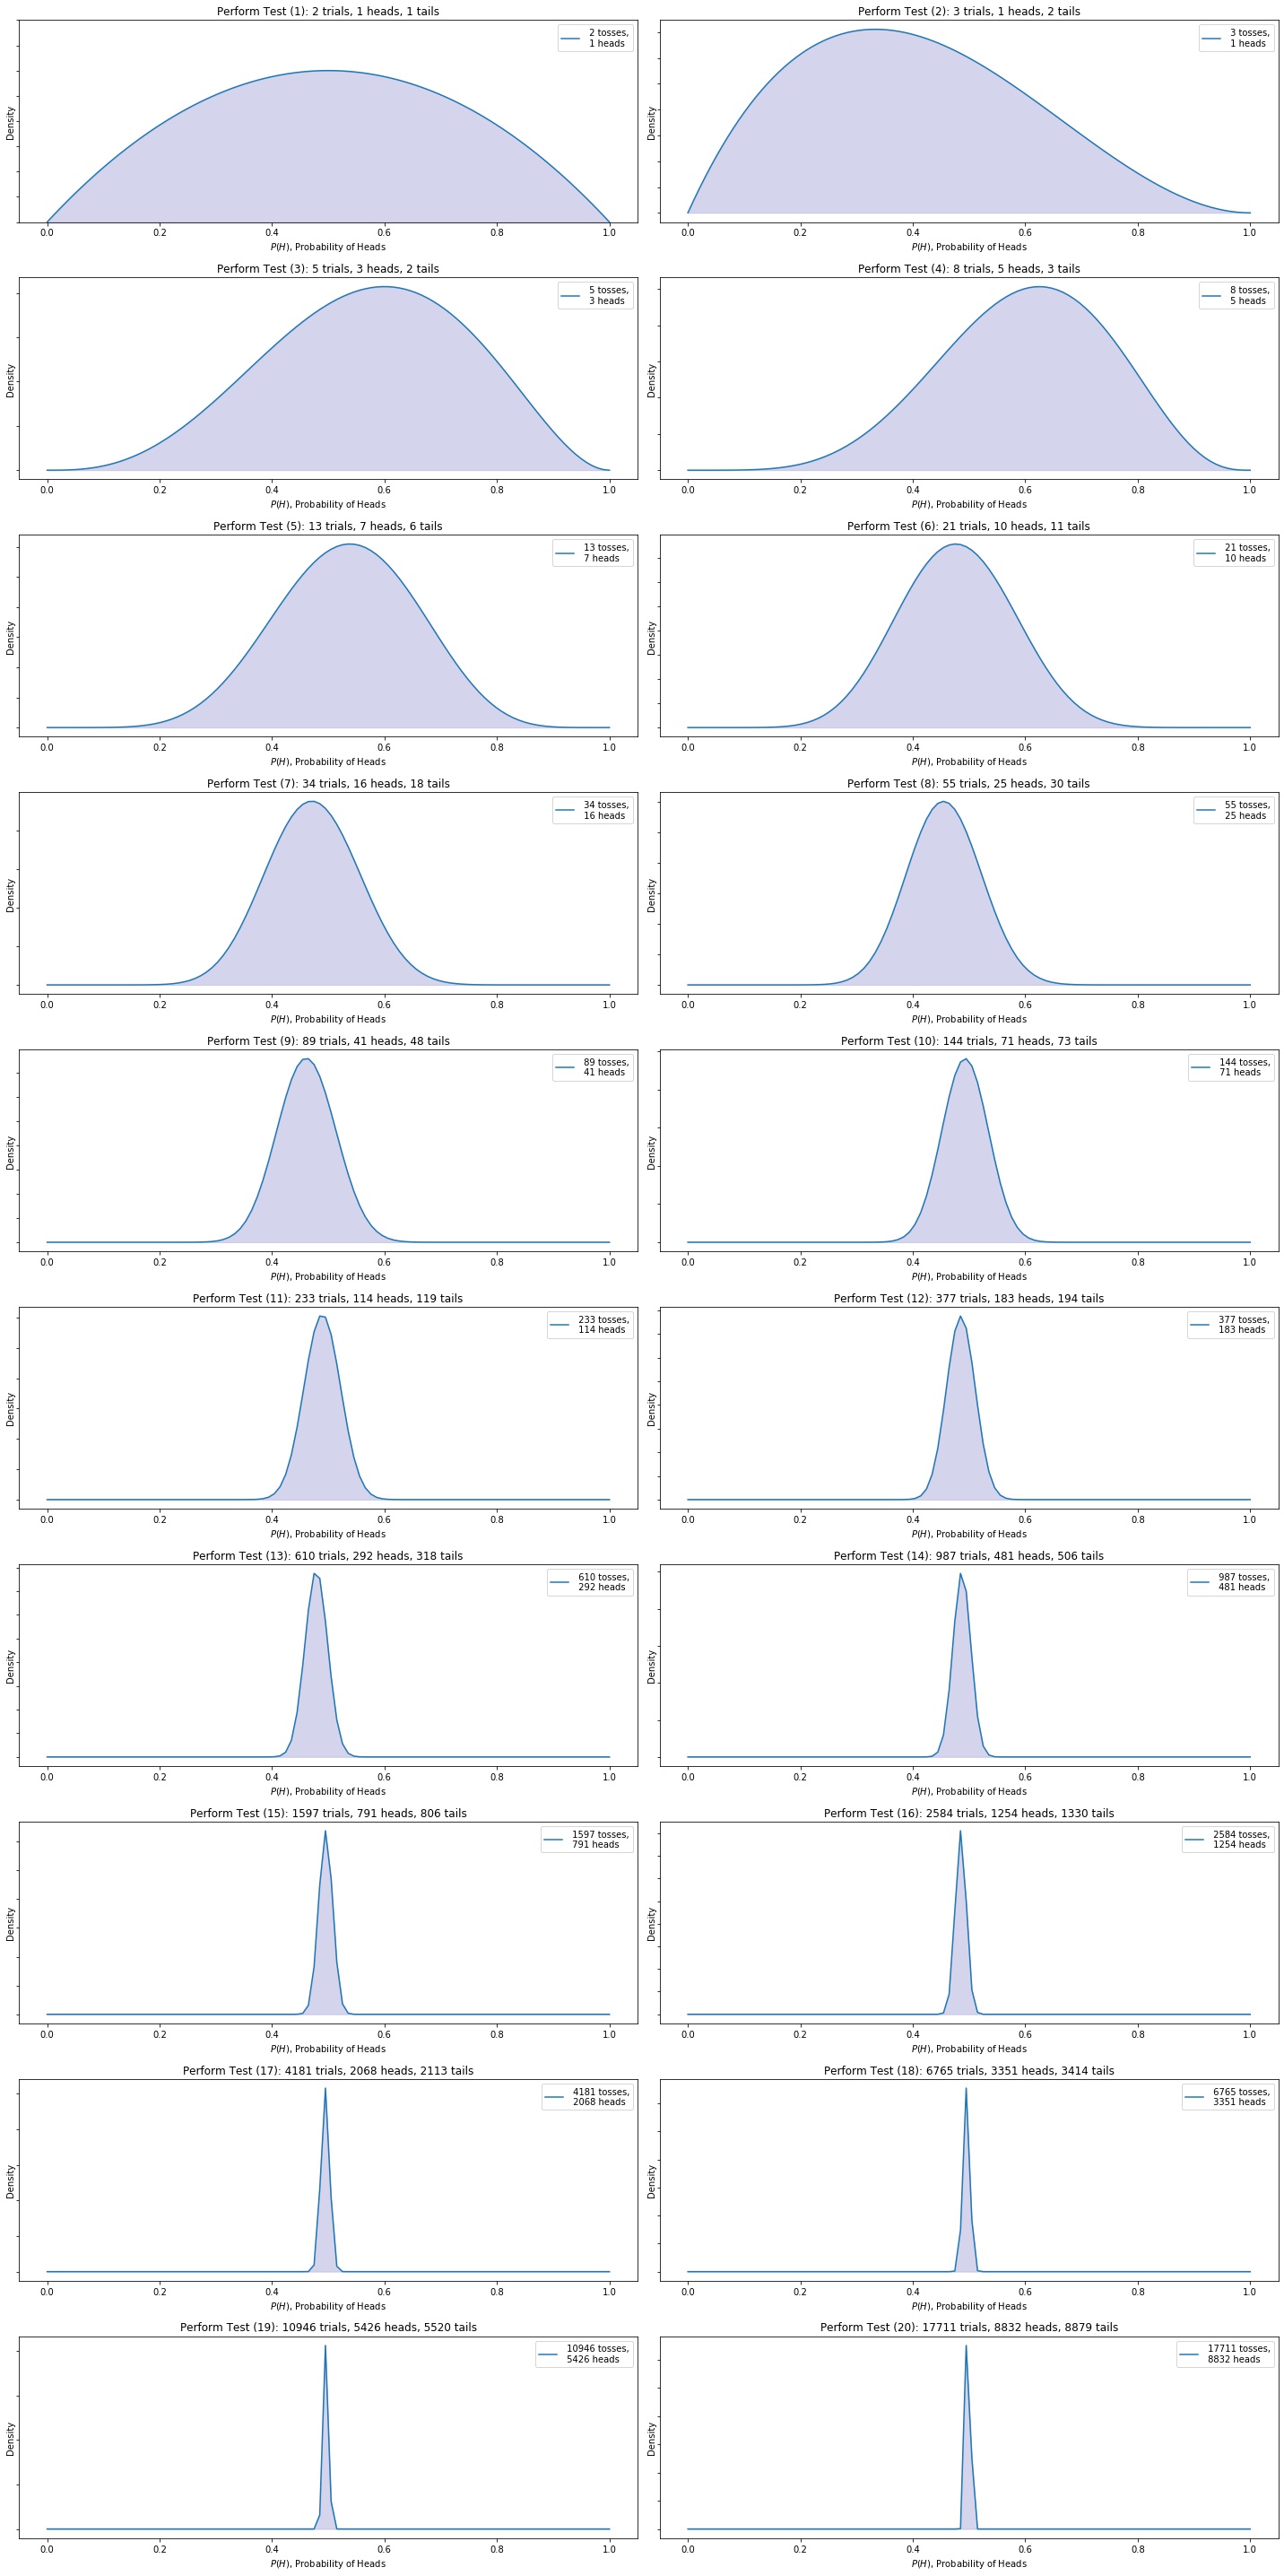 Perform Test (1): 2 trials, 1 heads, 1 tails
2 tosses,
1 heads
Density
0.0 0.2 0.4 0.6 0.8 1.0
P(H), Probability of Heads
Perform Test (2): 3 trials, 1 heads, 2 tails
3 tosses,
1 heads
Density
0.0 0.2 0.4 0.6 0.8 1.0
P(H), Probability of Heads
Perform Test (3): 5 trials, 3 heads, 2 tails
5 tosses,
3 heads
Density
0.0 0.2 0.4 0.6 0.8 1.0
P(H), Probability of Heads
Perform Test (4): 8 trials, 5 heads, 3 tails
8 tosses,
5 heads
Density
0.0 0.2 0.4 0.6 0.8 1.0
P(H), Probability of Heads
Perform Test (5): 13 trials, 7 heads, 6 tails
13 tosses,
7 heads
Density
0.0 0.2 0.4 0.6 0.8 1.0
P(H), Probability of Heads
Perform Test (6): 21 trials, 10 heads, 11 tails
21 tosses,
10 heads
Density
0.0 0.2 0.4 0.6 0.8 1.0
P(H), Probability of Heads
Perform Test (7): 34 trials, 16 heads, 18 tails
34 tosses,
16 heads
Density
0.0 0.2 0.4 0.6 0.8 1.0
P(H), Probability of Heads
Perform Test (8): 55 trials, 25 heads, 30 tails
55 tosses,
25 heads
Density
0.0 0.2 0.4 0.6 0.8 1.0
P(H), Probability of Heads
Perform Test (9): 89 trials, 41 heads, 48 tails
89 tosses,
41 heads
Density
0.0 0.2 0.4 0.6 0.8 1.0
P(H), Probability of Heads
Perform Test (10): 144 trials, 71 heads, 73 tails
144 tosses,
71 heads
Density
0.0 0.2 0.4 0.6 0.8 1.0
P(H), Probability of Heads
Perform Test (11): 233 trials, 114 heads, 119 tails
233 tosses,
114 heads
Density
0.0 0.2 0.4 0.6 0.8 1.0
P(H), Probability of Heads
Perform Test (12): 377 trials, 183 heads, 194 tails
377 tosses,
183 heads
Density
0.0 0.2 0.4 0.6 0.8 1.0
P(H), Probability of Heads
Perform Test (13): 610 trials, 292 heads, 318 tails
610 tosses,
292 heads
Density
0.0 0.2 0.4 0.6 0.8 1.0
P(H), Probability of Heads
Perform Test (14): 987 trials, 481 heads, 506 tails
987 tosses,
481 heads
Density
0.0 0.2 0.4 0.6 0.8 1.0
P(H), Probability of Heads
Perform Test (15): 1597 trials, 791 heads, 806 tails
1597 tosses,
791 heads
Density
0.0 0.2 0.4 0.6 0.8 1.0
P(H), Probability of Heads
Perform Test (16): 2584 trials, 1254 heads, 1330 tails
2584 tosses,
1254 heads
Density
0.0 0.2 0.4 0.6 0.8 1.0
P(H), Probability of Heads
Perform Test (17): 4181 trials, 2068 heads, 2113 tails
4181 tosses,
2068 heads
Density
0.0 0.2 0.4 0.6 0.8 1.0
P(H), Probability of Heads
Perform Test (18): 6765 trials, 3351 heads, 3414 tails
6765 tosses,
3351 heads
Density
0.0 0.2 0.4 0.6 0.8 1.0
P(H), Probability of Heads
Perform Test (19): 10946 trials, 5426 heads, 5520 tails
10946 tosses,
5426 heads
Density
0.0 0.2 0.4 0.6 0.8 1.0
P(H), Probability of Heads
Perform Test (20): 17711 trials, 8832 heads, 8879 tails
17711 tosses,
8832 heads
Density
0.0 0.2 0.4 0.6 0.8 1.0
P(H), Probability of Heads